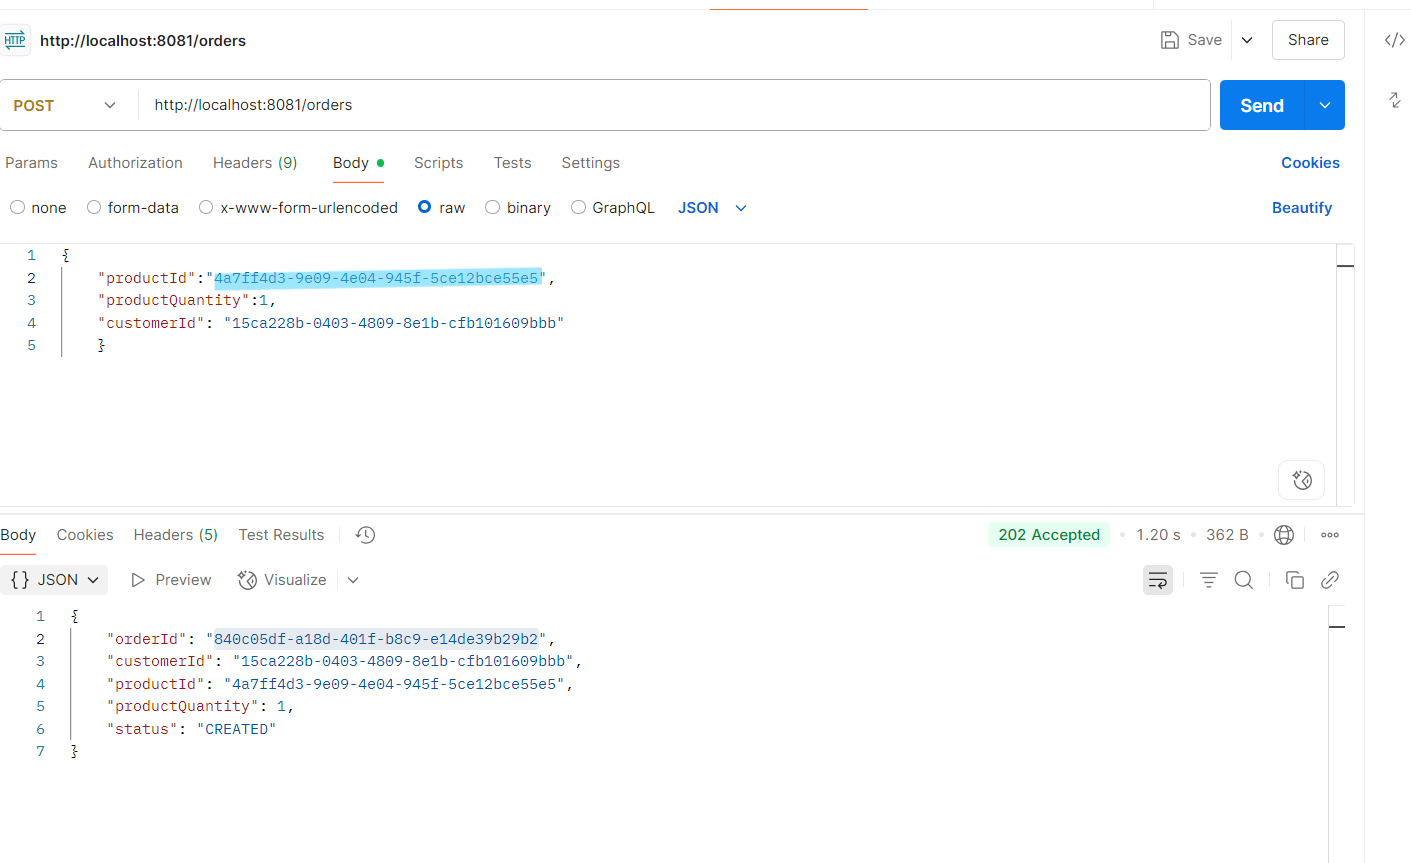 HTTP http://localhost:8081/orders Save Share
POST http://localhost:8081/orders Send
Params Authorization Headers (9) Body Scripts Tests Settings Cookies
none form-data x-www-form-urlencoded raw binary GraphQL JSON Beautify
1 {
2 "productId":"4a7ff4d3-9e09-4e04-945f-5ce12bce55e5",
3 "productQuantity":1,
4 "customerId": "15ca228b-0403-4809-8e1b-cfb101609bbb"
5 }
Body Cookies Headers (5) Test Results 202 Accepted • 1.20 s • 362 B •
{} JSON Preview Visualize
1 {
2 "orderId": "840c05df-a18d-401f-b8c9-e14de39b29b2",
3 "customerId": "15ca228b-0403-4809-8e1b-cfb101609bbb",
4 "productId": "4a7ff4d3-9e09-4e04-945f-5ce12bce55e5",
5 "productQuantity": 1,
6 "status": "CREATED"
7 }